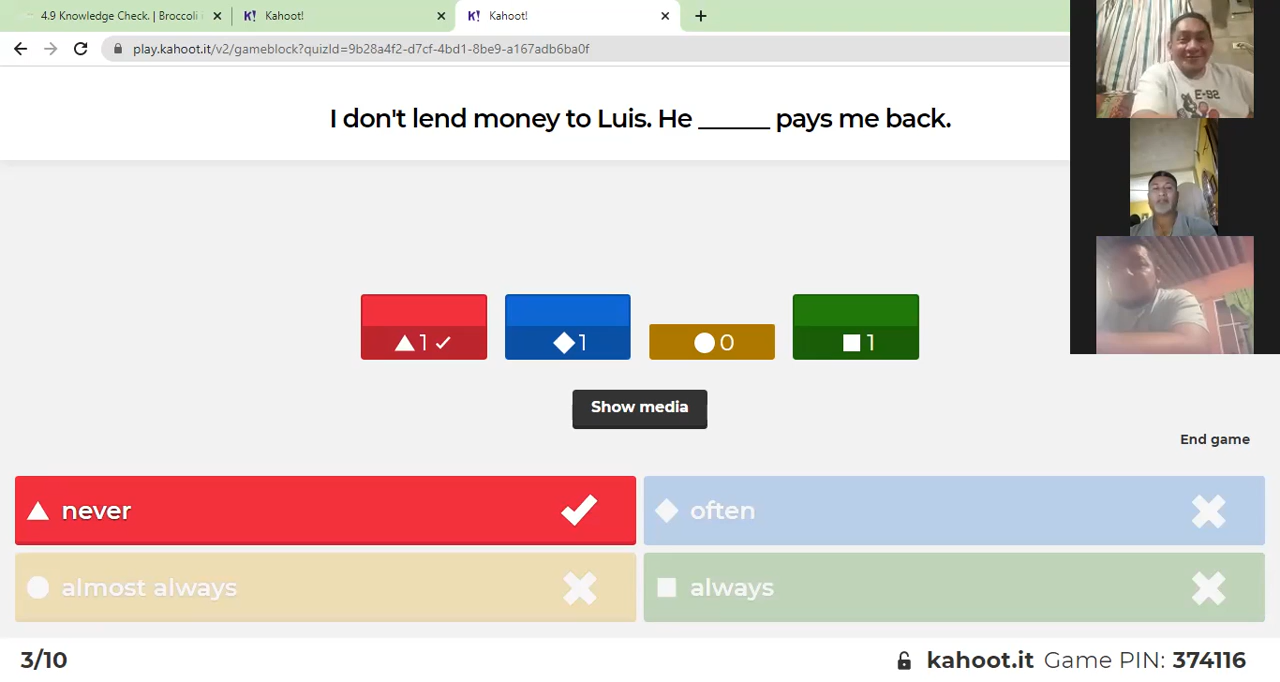 4.9 Knowledge Check. | Broccoli
K! Kahoot!
K! Kahoot!
play.kahoot.it/v2/gameblock?quizId=9b28a4f2-d7cf-4bd1-8be9-a167adb6ba0f
I don't lend money to Luis. He ______ pays me back.
E-92
1
1
0
1
Show media
End game
never
often
almost always
always
3/10
kahoot.it Game PIN: 374116